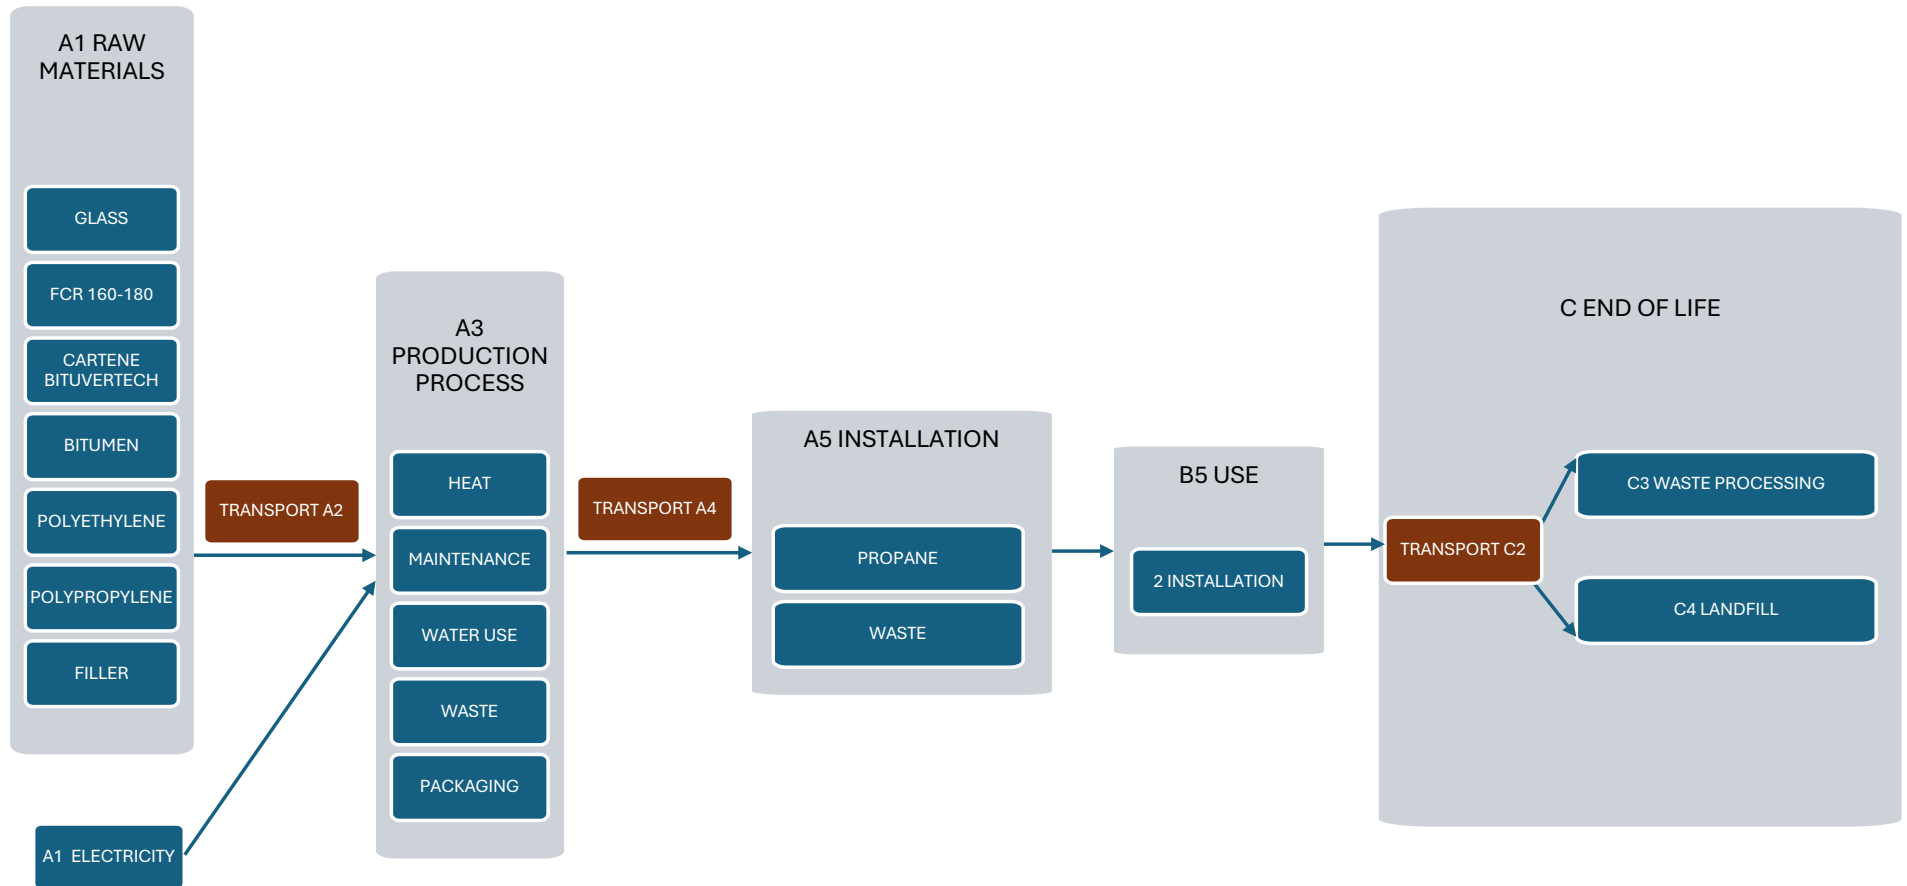 A1 RAW
MATERIALS
GLASS
FCR 160-180
CARTENE
BITUVERTECH
BITUMEN
POLYETHYLENE
POLYPROPYLENE
FILLER
A1 ELECTRICITY
TRANSPORT A2
A3
PRODUCTION
PROCESS
HEAT
MAINTENANCE
WATER USE
WASTE
PACKAGING
TRANSPORT A4
A5 INSTALLATION
PROPANE
WASTE
B5 USE
2 INSTALLATION
C END OF LIFE
TRANSPORT C2
C3 WASTE PROCESSING
C4 LANDFILL